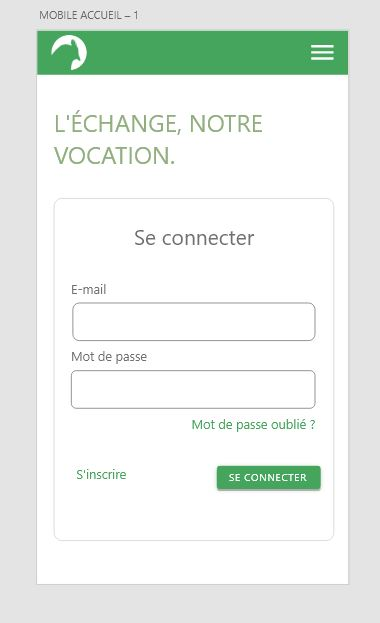 MOBILE ACCUEIL – 1
L'ÉCHANGE, NOTRE
VOCATION.
Se connecter
E-mail
Mot de passe
Mot de passe oublié ?
S'inscrire
SE CONNECTER